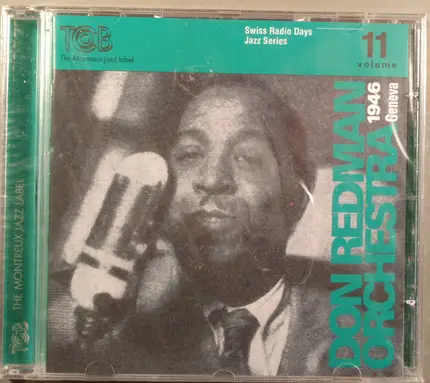 TCB
The Montreux Jazz Label
Swiss Radio Days
Jazz Series
11
volume
DON REDMAN
ORCHESTRA
1946
Geneva
TCB THE MONTREUX JAZZ LABEL